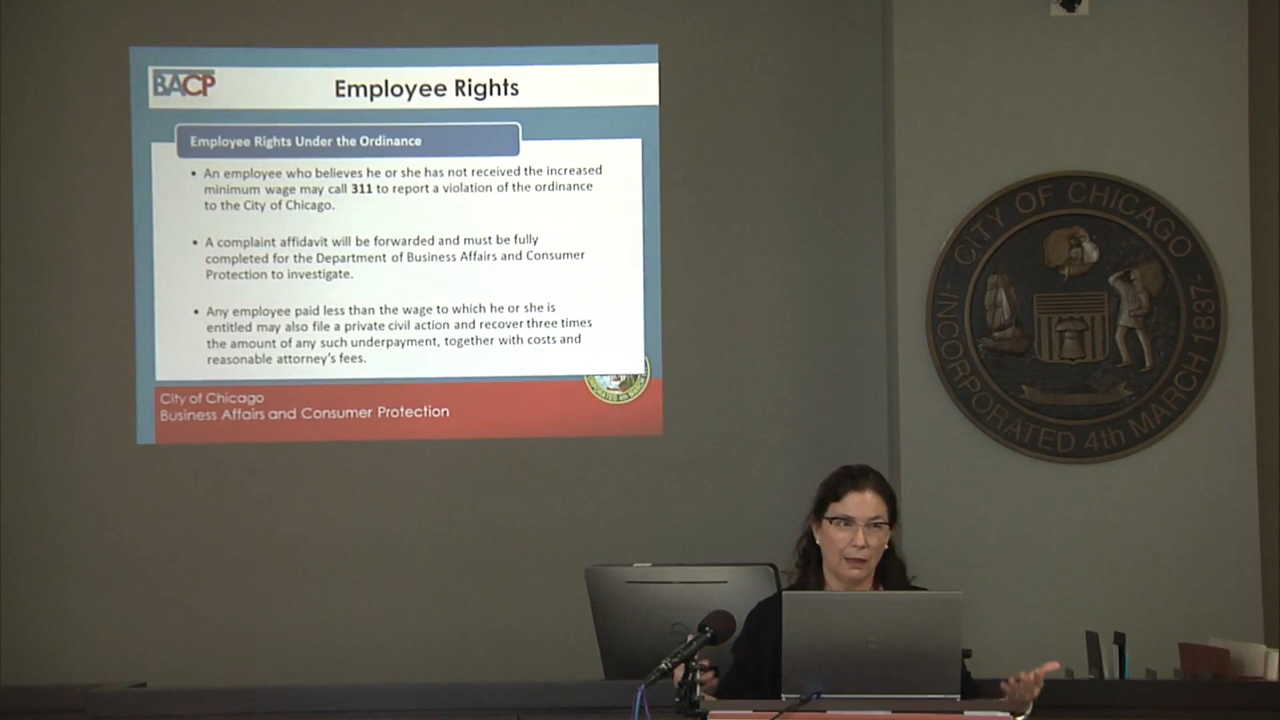 BACP
Employee Rights
Employee Rights Under the Ordinance
• An employee who believes he or she has not received the increased
minimum wage may call 311 to report a violation of the ordinance
to the City of Chicago.
• A complaint affidavit will be forwarded and must be fully
completed for the Department of Business Affairs and Consumer
Protection to investigate.
• Any employee paid less than the wage to which he or she is
entitled may also file a private civil action and recover three times
the amount of any such underpayment, together with costs and
reasonable attorney's fees.
City of Chicago
Business Affairs and Consumer Protection
CITY OF CHICAGO
INCORPORATED 4th MARCH 1837